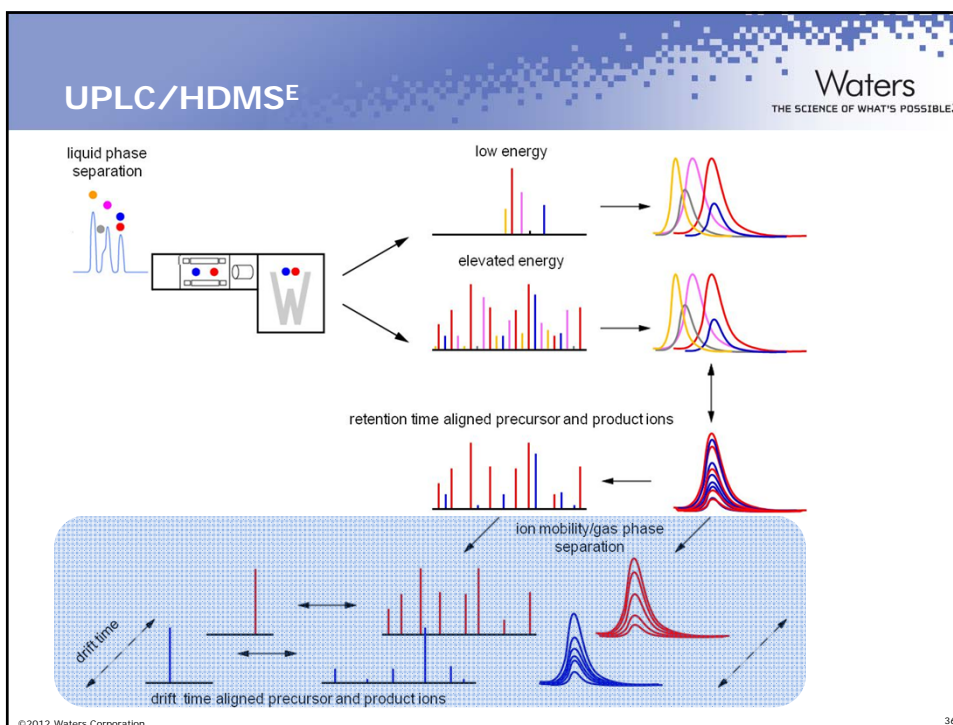 UPLC/HDMSᴱ
Waters
THE SCIENCE OF WHAT'S POSSIBLE.
liquid phase
separation
low energy
elevated energy
W
retention time aligned precursor and product ions
ion mobility/gas phase
separation
drift time
drift time aligned precursor and product ions
©2012 Waters Corporation
36